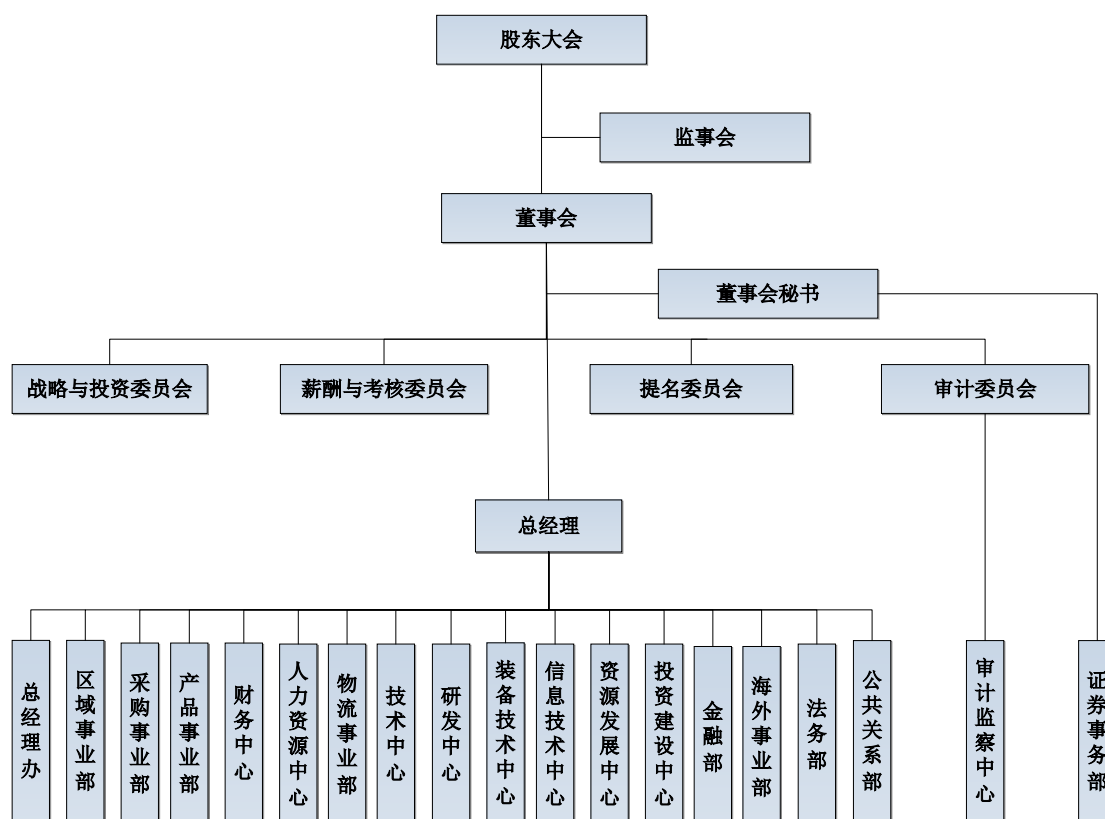 股东大会
监事会
董事会
董事会秘书
战略与投资委员会
薪酬与考核委员会
提名委员会
审计委员会
总经理
总经理办
区域事业部
采购事业部
产品事业部
财务中心
人力资源中心
物流事业部
技术中心
研发中心
装备技术中心
信息技术中心
资源发展中心
投资建设中心
金融部
海外事业部
法务部
公共关系部
审计监察中心
证券事务部